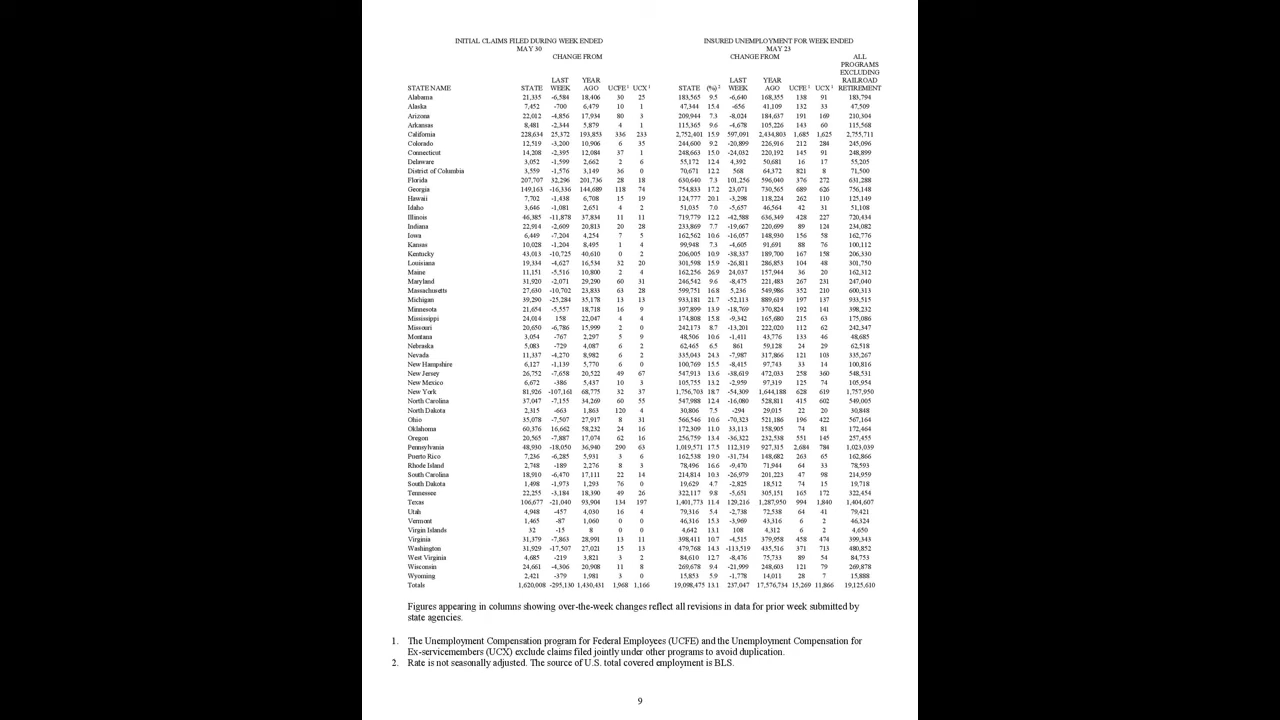 INITIAL CLAIMS FILED DURING WEEK ENDED INSURED UNEMPLOYMENT FOR WEEK ENDED
MAY 30 MAY 23
CHANGE FROM CHANGE FROM ALL
PROGRAMS
EXCLUDING
LAST YEAR LAST YEAR RAILROAD
STATE NAME STATE WEEK AGO UCFE 1 UCX 1 STATE (%) 2 WEEK AGO UCFE 1 UCX 1 RETIREMENT
Alabama 21,335 -6,584 18,406 30 25 183,565 9.5 -6,640 168,355 138 91 183,794
Alaska 7,452 -700 6,479 10 1 47,344 15.4 -656 41,109 132 33 47,509
Arizona 22,012 -4,856 17,934 80 3 209,944 7.3 -8,024 184,637 191 169 210,304
Arkansas 8,481 -2,344 5,879 4 1 115,365 9.6 -4,678 105,226 143 60 115,568
California 228,634 25,372 193,853 336 233 2,752,401 15.9 597,091 2,434,803 1,685 1,625 2,755,711
Colorado 12,519 -3,200 10,906 6 35 244,600 9.2 -20,899 226,916 212 284 245,096
Connecticut 14,208 -2,395 12,084 37 1 248,663 15.0 -24,032 220,192 145 91 248,899
Delaware 3,052 -1,599 2,662 2 6 55,172 12.4 4,392 50,681 16 17 55,205
District of Columbia 3,559 -1,576 3,149 36 0 70,671 12.2 568 64,372 821 8 71,500
Florida 207,707 32,296 201,736 28 18 630,640 7.3 101,256 596,040 376 272 631,288
Georgia 149,163 -16,336 144,689 118 74 754,833 17.2 23,071 730,565 689 626 756,148
Hawaii 7,702 -1,438 6,708 15 19 124,777 20.1 -3,298 118,224 262 110 125,149
Idaho 3,646 -1,081 2,651 4 2 51,035 7.0 -5,657 46,564 42 31 51,108
Illinois 46,385 -11,878 37,834 11 11 719,779 12.2 -42,588 636,349 428 227 720,434
Indiana 22,914 -2,609 20,813 20 28 233,869 7.7 -19,667 220,699 89 124 234,082
Iowa 6,449 -7,204 4,254 7 5 162,562 10.6 -16,057 148,930 156 58 162,776
Kansas 10,028 -1,204 8,495 1 4 99,948 7.3 -4,605 91,691 88 76 100,112
Kentucky 43,013 -10,725 40,610 0 2 206,005 10.9 -38,337 189,700 167 158 206,330
Louisiana 19,334 -4,627 16,534 32 20 301,598 15.9 -26,811 286,853 104 48 301,750
Maine 11,151 -5,516 10,800 2 4 162,256 26.9 24,037 157,944 36 20 162,312
Maryland 31,920 -2,071 29,290 60 31 246,542 9.6 -8,475 221,483 267 231 247,040
Massachusetts 27,630 -10,702 23,833 63 28 599,751 16.8 5,236 549,986 352 210 600,313
Michigan 39,290 -25,284 35,178 13 13 933,181 21.7 -52,113 889,619 197 137 933,515
Minnesota 21,654 -5,557 18,718 16 9 397,899 13.9 -18,769 370,824 192 141 398,232
Mississippi 24,014 158 22,047 4 4 174,808 15.8 -9,342 165,680 215 63 175,086
Missouri 20,650 -6,786 15,999 2 0 242,173 8.7 -13,201 222,020 112 62 242,347
Montana 3,054 -767 2,297 5 9 48,506 10.6 -1,411 43,776 133 46 48,685
Nebraska 5,083 -729 4,087 6 2 62,465 6.5 861 59,128 24 29 62,518
Nevada 11,337 -4,270 8,982 6 2 335,043 24.3 -7,987 317,866 121 103 335,267
New Hampshire 6,127 -1,139 5,770 6 0 100,769 15.5 -8,415 97,743 33 14 100,816
New Jersey 26,752 -7,658 20,522 49 67 547,913 13.6 -38,619 472,033 258 360 548,531
New Mexico 6,672 -386 5,437 10 3 105,755 13.2 -2,959 97,319 125 74 105,954
New York 81,926 -107,161 68,775 32 37 1,756,703 18.7 -54,309 1,644,188 628 619 1,757,950
North Carolina 37,047 -7,155 34,269 60 55 547,988 12.4 -16,080 528,811 415 602 549,005
North Dakota 2,315 -663 1,863 120 4 30,806 7.5 -294 29,015 22 20 30,848
Ohio 35,078 -7,507 27,917 8 31 566,546 10.6 -70,323 521,186 196 422 567,164
Oklahoma 60,376 16,662 58,232 24 16 172,309 11.0 33,113 158,905 74 81 172,464
Oregon 20,565 -7,887 17,074 62 16 256,759 13.4 -36,322 232,538 551 145 257,455
Pennsylvania 48,930 -18,050 36,940 290 63 1,019,571 17.5 112,319 927,315 2,684 784 1,023,039
Puerto Rico 7,236 -6,285 5,931 3 6 162,538 19.0 -31,734 148,682 263 65 162,866
Rhode Island 2,748 -189 2,276 8 3 78,496 16.6 -9,470 71,944 64 33 78,593
South Carolina 18,910 -6,470 17,111 22 14 214,814 10.3 -26,979 201,223 47 98 214,959
South Dakota 1,498 -1,973 1,293 76 0 19,629 4.7 -2,825 18,512 74 15 19,718
Tennessee 22,255 -3,184 18,390 49 26 322,117 9.8 -5,651 305,151 165 172 322,454
Texas 106,677 -21,040 93,904 134 197 1,401,773 11.4 129,216 1,287,950 994 1,840 1,404,607
Utah 4,948 -457 4,030 16 4 79,316 5.4 -2,738 72,538 64 41 79,421
Vermont 1,465 -87 1,060 0 0 46,316 15.3 -3,969 43,316 6 2 46,324
Virgin Islands 32 -15 8 0 0 4,642 13.1 108 4,312 6 2 4,650
Virginia 31,379 -7,863 28,991 13 11 398,411 10.7 -4,515 379,958 458 474 399,343
Washington 31,929 -17,507 27,021 15 13 479,768 14.3 -113,519 435,516 371 713 480,852
West Virginia 4,685 -219 3,821 3 2 84,610 12.7 -8,476 75,733 89 54 84,753
Wisconsin 24,661 -4,306 20,908 11 8 269,678 9.4 -21,999 248,603 121 79 269,878
Wyoming 2,421 -379 1,981 3 0 15,853 5.9 -1,778 14,011 28 7 15,888
Totals 1,620,008 -295,130 1,430,431 1,968 1,166 19,098,475 13.1 237,047 17,576,734 15,269 11,866 19,125,610
Figures appearing in columns showing over-the-week changes reflect all revisions in data for prior week submitted by
state agencies.
1. The Unemployment Compensation program for Federal Employees (UCFE) and the Unemployment Compensation for
Ex-servicemembers (UCX) exclude claims filed jointly under other programs to avoid duplication.
2. Rate is not seasonally adjusted. The source of U.S. total covered employment is BLS.
9